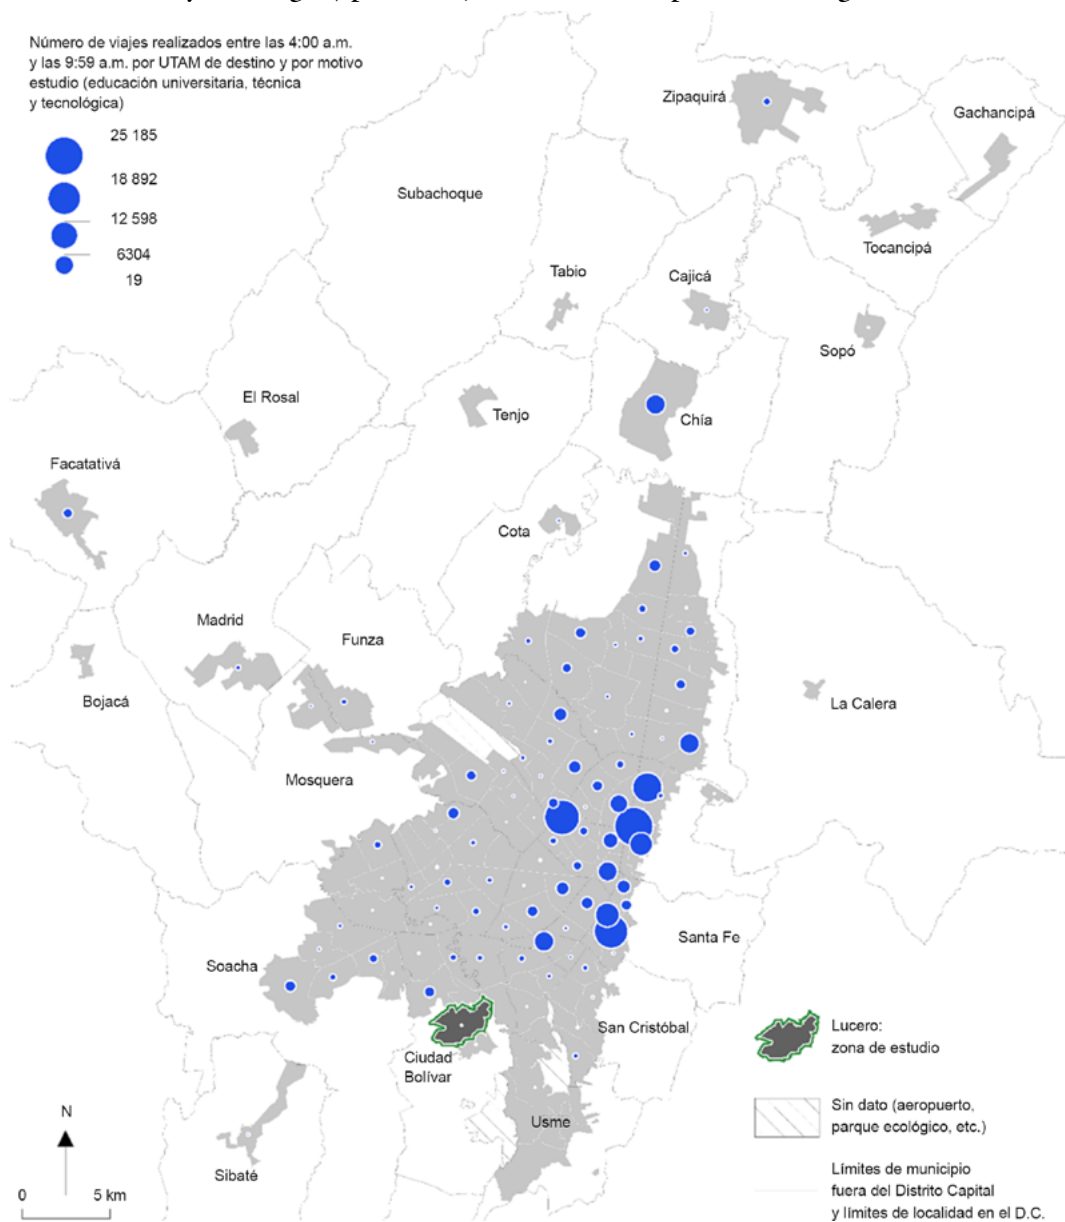 Número de viajes realizados entre las 4:00 a.m.
y las 9:59 a.m. por UTAM de destino y por motivo
estudio (educación universitaria, técnica
y tecnológica)
25 185
18 892
12 598
6304
19
Zipaquirá
Gachancipá
Subachoque
Tocancipá
Tabio
Cajicá
Sopó
El Rosal
Tenjo
Chía
Facatativá
Cota
Madrid
Funza
Bojacá
La Calera
Mosquera
Soacha
Santa Fe
San Cristóbal
Ciudad
Bolívar
Usme
Sibaté
Lucero:
zona de estudio
Sin dato (aeropuerto,
parque ecológico, etc.)
Límites de municipio
fuera del Distrito Capital
y límites de localidad en el D.C.
N
0 5 km